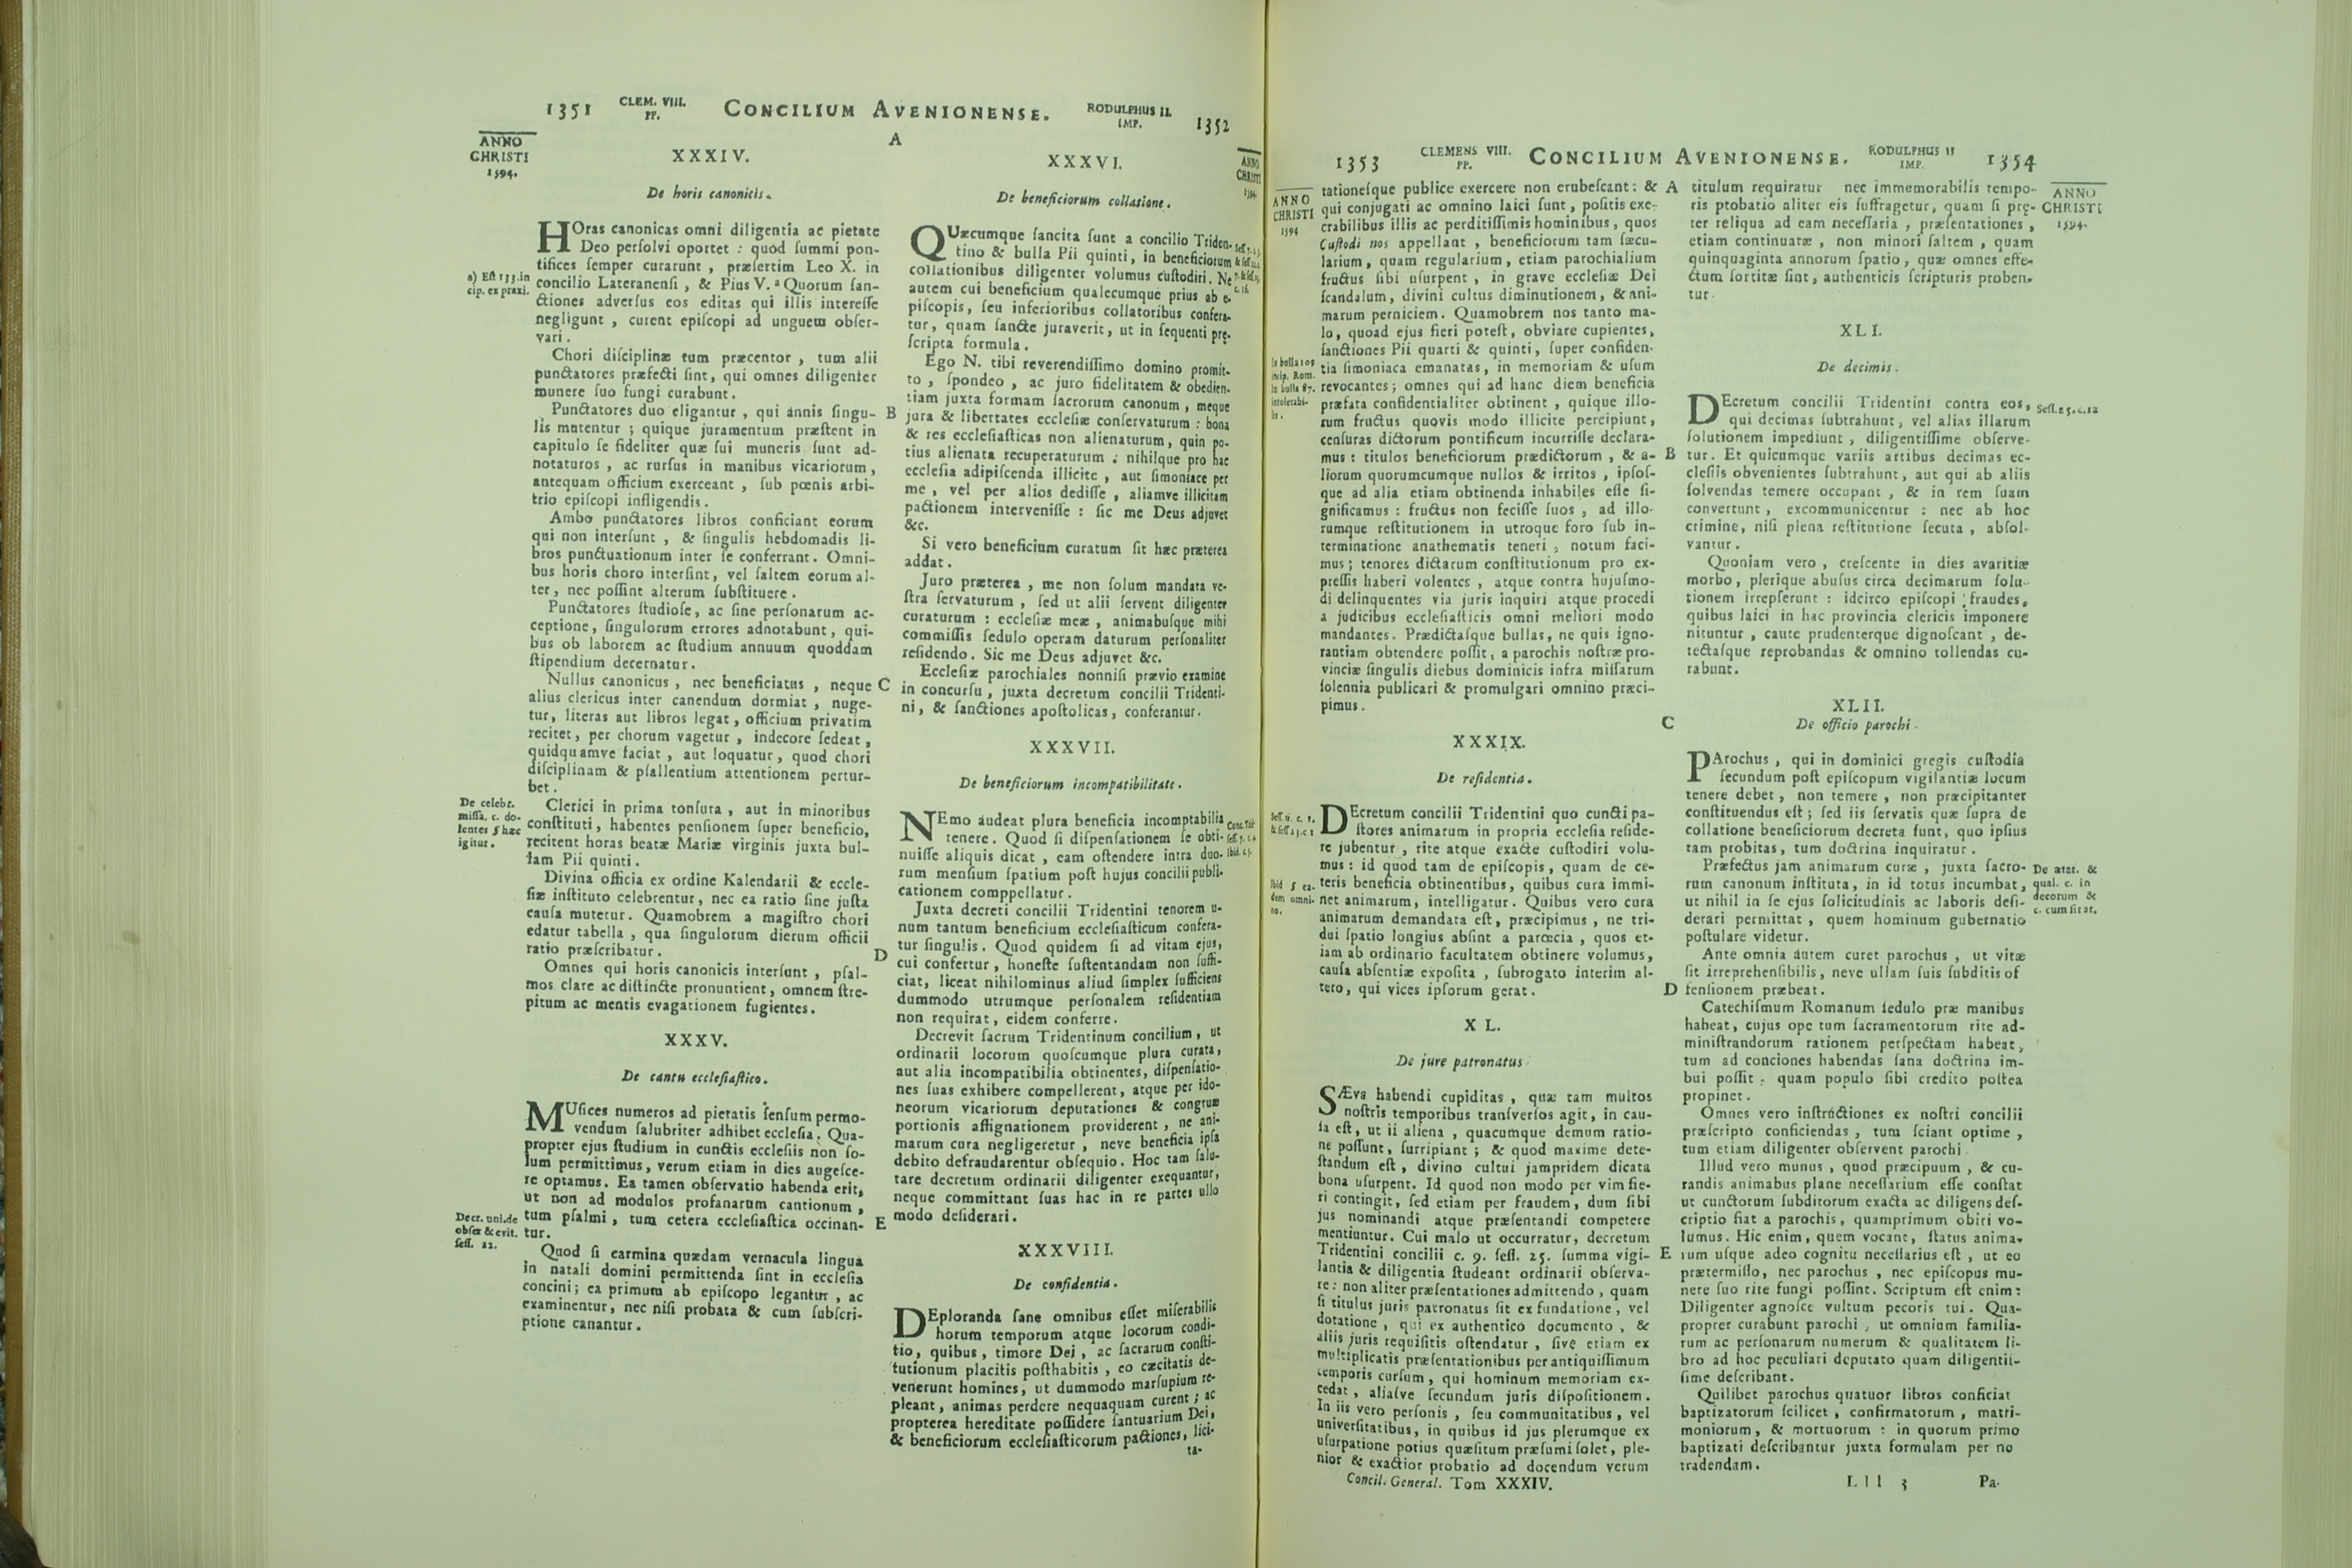 1351 CLEM. VIII. PP. CONCILIUM AVENIONENSE. RODULPHUS II. IMP. 1352
ANNO
CHRISTI
1594.
XXXIV.
De horis canonicis.
HOras canonicas omni diligentia ac pietate
Deo perſolvi oportet : quod ſummi pon-
tifices ſemper curarunt , præſertim Leo X. in
a) Eſt 133. in
cip. ex praxi.
concilio Lateranenſi , & Pius V. ª Quorum ſan-
ctiones adverſus eos editas qui illis intereſſe
negligunt , curent epiſcopi ad unguem obſer-
vari .
Chori diſciplinæ tum præcentor , tum alii
punctatores præfecti ſint, qui omnes diligenter
munere ſuo fungi curabunt.
Punctatores duo eligantur , qui annis ſingu-
lis mutentur ; quique juramentum præſtent in
capitulo ſe fideliter quæ ſui muneris ſunt ad-
notaturos , ac rurſus in manibus vicariorum ,
antequam officium exerceant , ſub pœnis arbi-
trio epiſcopi infligendis .
Ambo punctatores libros conficiant eorum
qui non interſunt , & ſingulis hebdomadis li-
bros punctuationum inter ſe conferrant . Omni-
bus horis choro interſint, vel ſaltem eorum al-
ter, nec poſſint alterum ſubſtituere .
Punctatores ſtudioſe, ac ſine perſonarum ac-
ceptione, ſingulorum errores adnotabunt, qui-
bus ob laborem ac ſtudium annuum quoddam
ſtipendium decernatur .
Nullus canonicus , nec beneficiatus , neque
alius clericus inter canendum dormiat , nuge-
tur, literas aut libros legat , officium privatim
recitet, per chorum vagetur , indecore ſedeat ,
quidquamve faciat , aut loquatur , quod chori
diſciplinam & pſallentium attentionem pertur-
bet .
De celebr.
miſſa. c. do-
lentes § hæc
igitur.
Clerici in prima tonſura , aut in minoribus
conſtituti, habentes penſionem ſuper beneficio,
recitent horas beatæ Mariæ virginis juxta bul-
lam Pii quinti .
Divina officia ex ordine Kalendarii & eccle-
ſiæ inſtituto celebrentur, nec ea ratio ſine juſta
cauſa mutetur. Quamobrem a magiſtro chori
edatur tabella , qua ſingulorum dierum officii
ratio præſcribatur .
Omnes qui horis canonicis interſunt , pſal-
mos clare ac diſtincte pronuntient, omnem ſtre-
pitum ac mentis evagationem fugientes .
XXXV.
De cantu eccleſiaſtico.
MUſices numeros ad pietatis ſenſum permo-
vendum ſalubriter adhibet eccleſia . Qua-
propter ejus ſtudium in cunctis eccleſiis non ſo-
lum permittimus, verum etiam in dies augeſce-
re optamus. Ea tamen obſervatio habenda erit,
ut non ad modulos profanarum cantionum ,
Decr. uni. de
obſer & evit.
ſeſſ. 22.
tum pſalmi , tum cetera eccleſiaſtica occinan-
tur.
Quod ſi carmina quædam vernacula lingua
in natali domini permittenda ſint in eccleſia
concini ; ea primum ab epiſcopo legantur , ac
examinentur, nec niſi probata & cum ſubſcri-
ptione canantur .
A
B
C
D
E
ANNO
CHRISTI
1594
XXXVI.
De beneficiorum collatione.
QUæcumque ſancita ſunt a concilio Triden-
tino & bulla Pii quinti, in beneficiorum
collationibus diligenter volumus cuſtodiri. Ne
autem cui beneficium qualecumque prius ab e-
piſcopis, ſeu inferioribus collatoribus confera-
tur, quam ſancte juraverit, ut in ſequenti præ-
ſcripta formula .
Ego N. tibi reverendiſſimo domino promit-
to , ſpondeo , ac juro fidelitatem & obedien-
tiam juxta formam ſacrorum canonum , meque
jura & libertates eccleſiæ conſervaturum : bona
& res eccleſiaſticas non alienaturum, quin po-
tius alienata recuperaturum : nihilque pro hac
eccleſia adipiſcenda illicite , aut ſimoniace per
me , vel per alios dediſſe , aliamve illicitam
pactionem interveniſſe : ſic me Deus adjuvet
&c.
Si vero beneficium curatum ſit hæc præterea
addat .
Juro præterea , me non ſolum mandata ve-
ſtra ſervaturum , ſed ut alii ſervent diligenter
curaturum : eccleſiæ meæ , animabuſque mihi
commiſſis ſedulo operam daturum perſonaliter
reſidendo. Sic me Deus adjuvet &c.
Eccleſiæ parochiales nonniſi prævio examine
in concurſu, juxta decretum concilii Tridenti-
ni, & ſanctiones apoſtolicas, conferantur.
XXXVII.
De beneficiorum incompatibilitate.
NEmo audeat plura beneficia incomptabilia
tenere. Quod ſi diſpenſationem ſe obti-
nuiſſe aliquis dicat , eam oſtendere intra duo-
rum menſium ſpatium poſt hujus concilii publi-
cationem comppellatur .
Juxta decreti concilii Tridentini tenorem u-
num tantum beneficium eccleſiaſticum confera-
tur ſingulis. Quod quidem ſi ad vitam ejus,
cui confertur , honeſte ſuſtentandam non ſuffi-
ciat, liceat nihilominus aliud ſimplex ſufficiens
dummodo utrumque perſonalem reſidentiam
non requirat, eidem conferre .
Decrevit ſacrum Tridentinum concilium , ut
ordinarii locorum quoſcumque plura curata,
aut alia incompatibilia obtinentes, diſpenſatio-
nes ſuas exhibere compellerent, atque per ido-
neorum vicariorum deputationes & congruæ
portionis aſſignationem providerent , ne ani-
marum cura negligeretur , neve beneficia ipſa
debito defraudarentur obſequio. Hoc tam ſalu-
tare decretum ordinarii diligenter exequantur,
neque committant ſuas hac in re partes ullo
modo deſiderari .
XXXVIII.
De confidentia.
DEploranda ſane omnibus eſſet miſerabilis
horum temporum atque locorum condi-
tio, quibus , timore Dei , ac ſacrarum conſti-
tutionum placitis poſthabitis , eo cæcitatis de-
venerunt homines, ut dummodo marſupium re-
pleant, animas perdere nequaquam curent ; ac
propterea hereditate poſſidere ſantuarium Dei,
& beneficiorum eccleſiaſticorum pactiones, lici-
ta-
1353 CLEMENS VIII. PP. CONCILIUM AVENIONENSE. RODULPHUS II IMP. 1354
ANNO
CHRISTI
1594
tationeſque publice exercere non erubeſcant : &
qui conjugati ac omnino laici ſunt , poſitis exe-
crabilibus illis ac perditiſſimis hominibus, quos
Cuſtodi nos appellant , beneficiorum tam ſæcu-
larium, quam regularium, etiam parochialium
fructus ſibi uſurpent , in grave eccleſiæ Dei
ſcandalum, divini cultus diminutionem, & ani-
marum perniciem. Quamobrem nos tanto ma-
lo, quoad ejus fieri poteſt, obviare cupientes,
ſanctiones Pii quarti & quinti, ſuper confiden-
In bulla 109
incip. Rom.
In bulla 87.
intolerabi-
lis .
tia ſimoniaca emanatas, in memoriam & uſum
revocantes ; omnes qui ad hanc diem beneficia
præfata confidentialiter obtinent , quique illo-
rum fructus quovis modo illicite percipiunt,
cenſuras dictorum pontificum incurriſſe declara-
mus : titulos beneficiorum prædictorum , & a-
liorum quorumcumque nullos & irritos , ipſoſ-
que ad alia etiam obtinenda inhabiles eſſe ſi-
gnificamus : fructus non feciſſe ſuos , ad illo-
rumque reſtitutionem in utroque foro ſub in-
terminatione anathematis teneri , notum faci-
mus ; tenores dictarum conſtitutionum pro ex-
preſſis haberi volentes , atque contra hujuſmo-
di delinquentes via juris inquiri atque procedi
a judicibus eccleſiaſticis omni meliori modo
mandantes. Prædictaſque bullas, ne quis igno-
rantiam obtendere poſſit, a parochis noſtræ pro-
vinciæ ſingulis diebus dominicis infra miſſarum
ſolennia publicari & promulgari omnino præci-
pimus .
XXXIX.
De reſidentia.
DEcretum concilii Tridentini quo cuncti pa-
ſtores animarum in propria eccleſia reſide-
re jubentur , rite atque exacte cuſtodiri volu-
mus : id quod tam de epiſcopis, quam de ce-
teris beneficia obtinentibus, quibus cura immi-
net animarum, intelligatur. Quibus vero cura
animarum demandata eſt, præcipimus , ne tri-
dui ſpatio longius abſint a parœcia , quos et-
iam ab ordinario facultatem obtinere volumus,
cauſa abſentiæ expoſita , ſubrogato interim al-
tero, qui vices ipſorum gerat .
XL.
De jure patronatus
SÆva habendi cupiditas , quæ tam multos
noſtris temporibus tranſverſos agit, in cau-
ſa eſt, ut ii aliena , quacumque demum ratio-
ne poſſunt, ſurripiant ; & quod maxime dete-
ſtandum eſt , divino cultui jampridem dicata
bona uſurpent. Id quod non modo per vim fie-
ri contingit, ſed etiam per fraudem, dum ſibi
jus nominandi atque præſentandi competere
mentiuntur. Cui malo ut occurratur, decretum
Tridentini concilii c. 9. ſeſſ. 25. ſumma vigi-
lantia & diligentia ſtudeant ordinarii obſerva-
re : non aliter præſentationes admittendo, quam
ſi titulus juris patronatus ſit ex fundatione, vel
dotatione, qui ex authentico documento , &
aliis juris requiſitis oſtendatur , ſive etiam ex
multiplicatis præſentationibus per antiquiſſimum
temporis curſum, qui hominum memoriam ex-
cedat , aliaſve ſecundum juris diſpoſitionem .
In iis vero perſonis , ſeu communitatibus , vel
univerſitatibus, in quibus id jus plerumque ex
uſurpatione potius quæſitum præſumi ſolet, ple-
nior & exactior probatio ad docendum verum
Concil. General. Tom XXXIV.
A
B
C
D
E
titulum requiratur nec immemorabilis tempo-
ris probatio aliter eis ſuffragetur, quam ſi præ-
ter reliqua ad eam neceſſaria , præſentationes ,
etiam continuatæ , non minori ſaltem , quam
quinquaginta annorum ſpatio, quæ omnes effe-
ctum ſortitæ ſint , authenticis ſcripturis proben-
tur .
ANNO
CHRISTI
1594.
XLI.
De decimis.
DEcretum concilii Tridentini contra eos,
Seſſ. 25. c. 12
qui decimas ſubtrahunt, vel alias illarum
ſolutionem impediunt , diligentiſſime obſerve-
tur. Et quicumque variis artibus decimas ec-
cleſiis obvenientes ſubtrahunt, aut qui ab aliis
ſolvendas temere occupant , & in rem ſuam
convertunt , excommunicentur : nec ab hoc
crimine, niſi plena reſtitutione ſecuta , abſol-
vantur .
Quoniam vero , creſcente in dies avaritiæ
morbo, plerique abuſus circa decimarum ſolu-
tionem irrepſerunt : idcirco epiſcopi fraudes,
quibus laici in hac provincia clericis imponere
nituntur , caute prudenterque dignoſcant , de-
tectaſque reprobandas & omnino tollendas cu-
rabunt.
XLII.
De officio parochi.
PArochus , qui in dominici gregis cuſtodia
ſecundum poſt epiſcopum vigilantiæ locum
tenere debet , non temere , non præcipitanter
conſtituendus eſt ; ſed iis ſervatis quæ ſupra de
collatione beneficiorum decreta ſunt, quo ipſius
tam probitas, tum doctrina inquiratur .
Præfectus jam animarum curæ , juxta ſacro-
rum canonum inſtituta, in id totus incumbat,
ut nihil in ſe ejus ſolicitudinis ac laboris deſi-
derari permittat , quem hominum gubernatio
poſtulare videtur.
De ætat. &
qual. c. in
decorum &
c. cum ſit ar.
Ante omnia autem curet parochus , ut vitæ
ſit irreprehenſibilis, neve ullam ſuis ſubditis of
fenſionem præbeat .
Catechiſmum Romanum ſedulo præ manibus
habeat, cujus ope tum ſacramentorum rite ad-
miniſtrandorum rationem perſpectam habeat,
tum ad conciones habendas ſana doctrina im-
bui poſſit : quam populo ſibi credito poſtea
propinet .
Omnes vero inſtructiones ex noſtri concilii
præſcripto conficiendas , tum ſciant optime ,
tum etiam diligenter obſervent parochi
Illud vero munus , quod præcipuum , & cu-
randis animabus plane neceſſarium eſſe conſtat
ut cunctorum ſubditorum exacta ac diligens deſ-
criptio fiat a parochis, quamprimum obiri vo-
lumus. Hic enim, quem vocant, ſtatus anima-
rum uſque adeo cognitu neceſſarius eſt , ut eo
prætermiſſo, nec parochus , nec epiſcopus mu-
nere ſuo rite fungi poſſint. Scriptum eſt enim :
Diligenter agnoſce vultum pecoris tui . Qua-
propter curabunt parochi , ut omnium familia-
rum ac perſonarum numerum & qualitatem li-
bro ad hoc peculiari deputato quam diligentiſ-
ſime deſcribant.
Quilibet parochus quatuor libros conficiat
baptizatorum ſcilicet , confirmatorum , matri-
moniorum, & mortuorum : in quorum primo
baptizati deſcribantur juxta formulam per no
tradendam .
L l l 3 Pa-